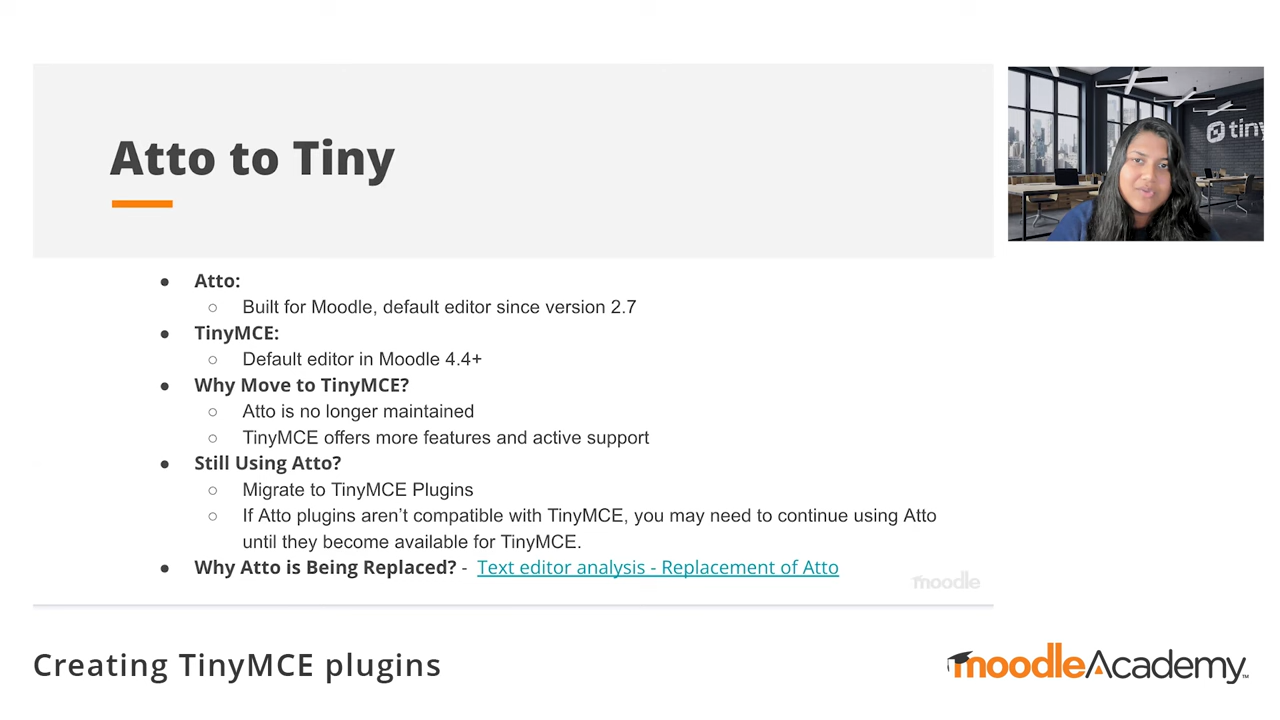 Atto to Tiny
tiny
● Atto:
○ Built for Moodle, default editor since version 2.7
● TinyMCE:
○ Default editor in Moodle 4.4+
● Why Move to TinyMCE?
○ Atto is no longer maintained
○ TinyMCE offers more features and active support
● Still Using Atto?
○ Migrate to TinyMCE Plugins
○ If Atto plugins aren’t compatible with TinyMCE, you may need to continue using Atto
until they become available for TinyMCE.
● Why Atto is Being Replaced? - Text editor analysis - Replacement of Atto
moodle
Creating TinyMCE plugins
moodleAcademy™